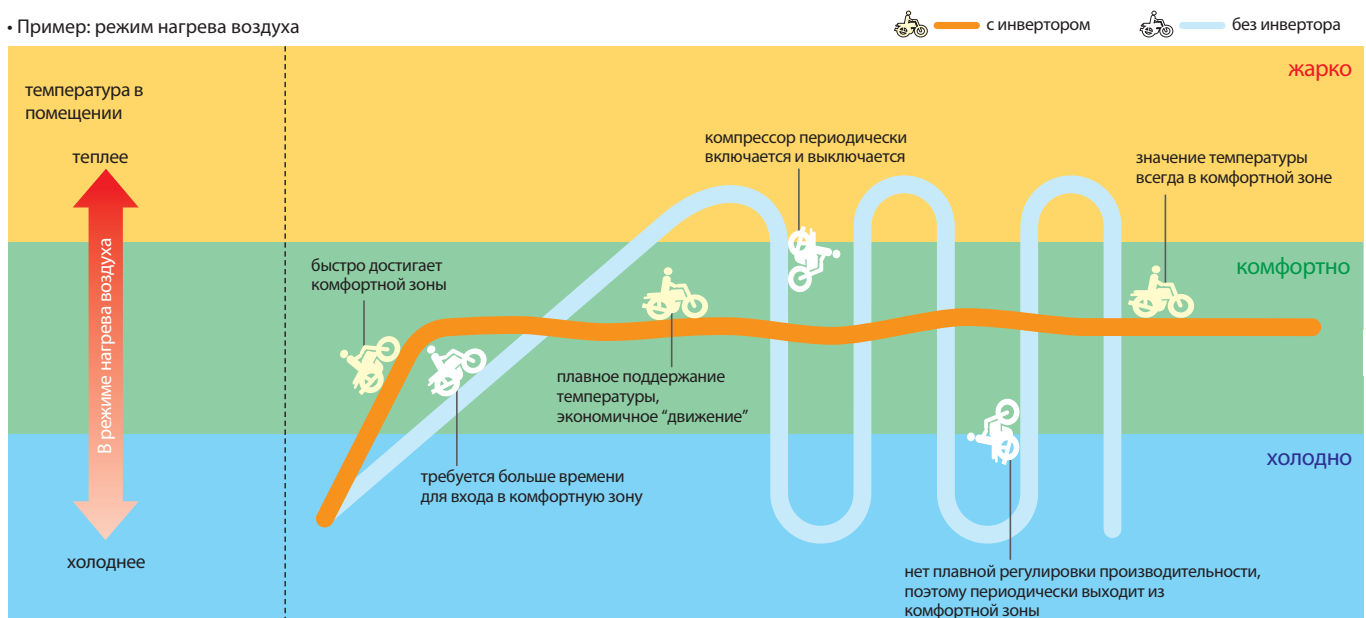 • Пример: режим нагрева воздуха
с инвертором
без инвертора
жарко
температура в
помещении
теплее
компрессор периодически
включается и выключается
значение температуры
всегда в комфортной зоне
В режиме нагрева воздуха
быстро достигает
комфортной зоны
комфортно
плавное поддержание
температуры,
экономичное “движение”
требуется больше времени
для входа в комфортную зону
холодно
холоднее
нет плавной регулировки производительности,
поэтому периодически выходит из
комфортной зоны